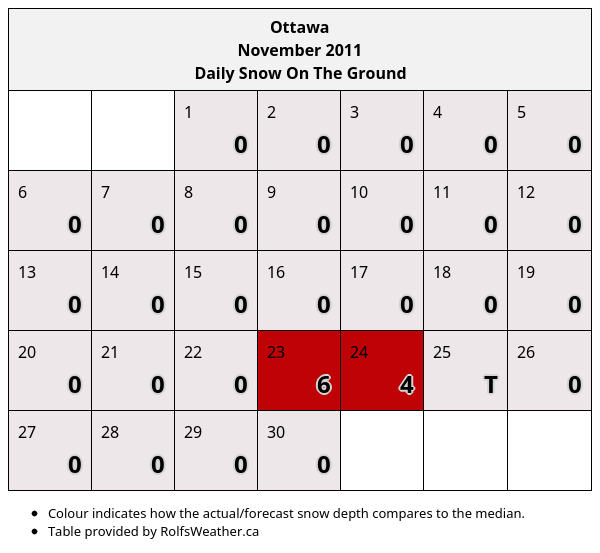 Ottawa
November 2011
Daily Snow On The Ground
1 2 3 4 5
0 0 0 0 0
6 7 8 9 10 11 12
0 0 0 0 0 0 0
13 14 15 16 17 18 19
0 0 0 0 0 0 0
20 21 22 23 24 25 26
0 0 0 6 4 T 0
27 28 29 30
0 0 0 0
• Colour indicates how the actual/forecast snow depth compares to the median.
• Table provided by RolfsWeather.ca